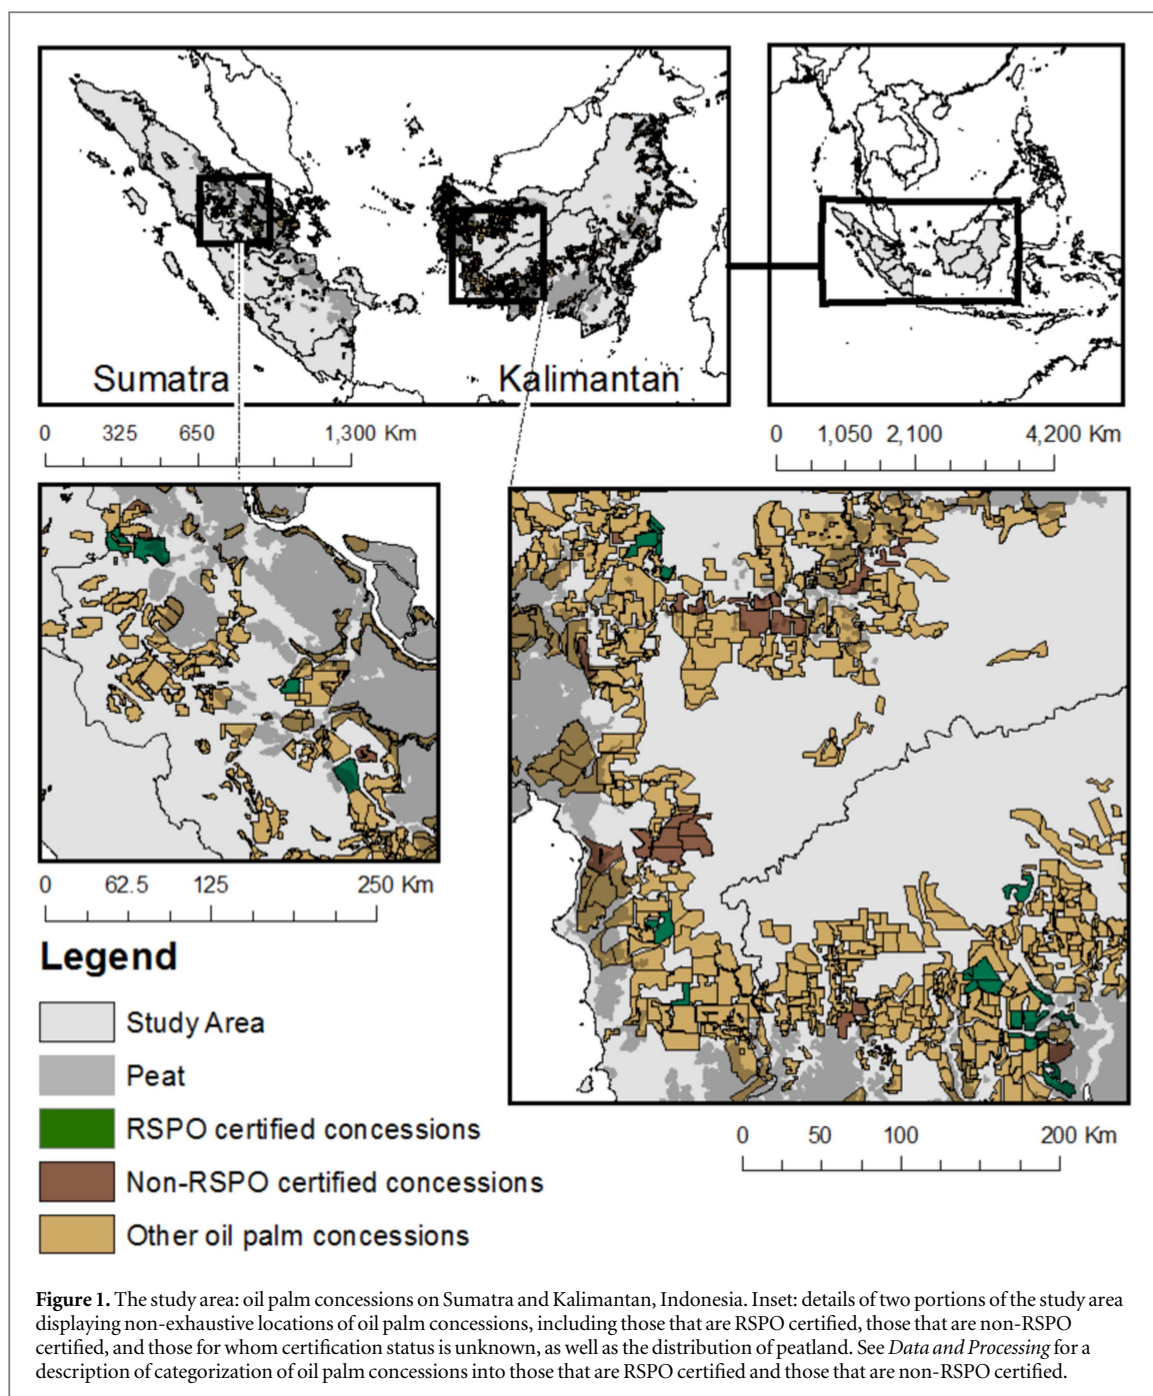 Sumatra
Kalimantan
0 325 650 1,300 Km
0 1,050 2,100 4,200 Km
0 62.5 125 250 Km
0 50 100 200 Km
Legend
Study Area
Peat
RSPO certified concessions
Non-RSPO certified concessions
Other oil palm concessions
Figure 1. The study area: oil palm concessions on Sumatra and Kalimantan, Indonesia. Inset: details of two portions of the study area
displaying non-exhaustive locations of oil palm concessions, including those that are RSPO certified, those that are non-RSPO
certified, and those for whom certification status is unknown, as well as the distribution of peatland. See Data and Processing for a
description of categorization of oil palm concessions into those that are RSPO certified and those that are non-RSPO certified.